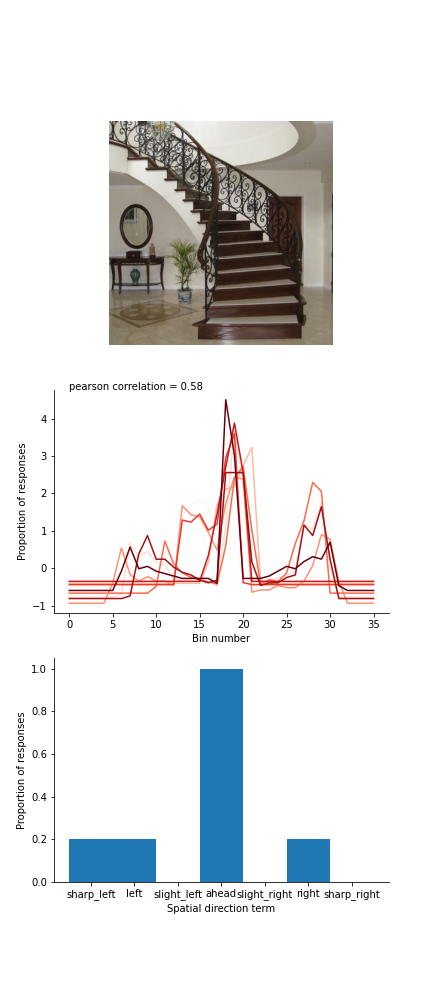 pearson correlation = 0.58
Proportion of responses
4
3
2
1
0
−1
0 5 10 15 20 25 30 35
Bin number
Proportion of responses
1.0
0.8
0.6
0.4
0.2
0.0
sharp_left left slight_left ahead slight_right right sharp_right
Spatial direction term